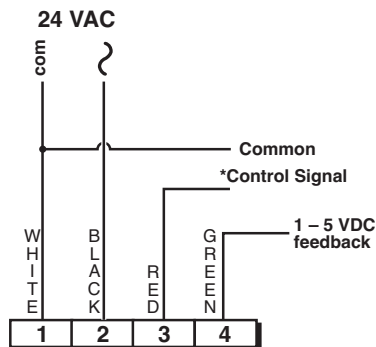 24 VAC
com
Common
*Control Signal
1 – 5 VDC
feedback
WHITE
BLACK
RED
GREEN
1
2
3
4